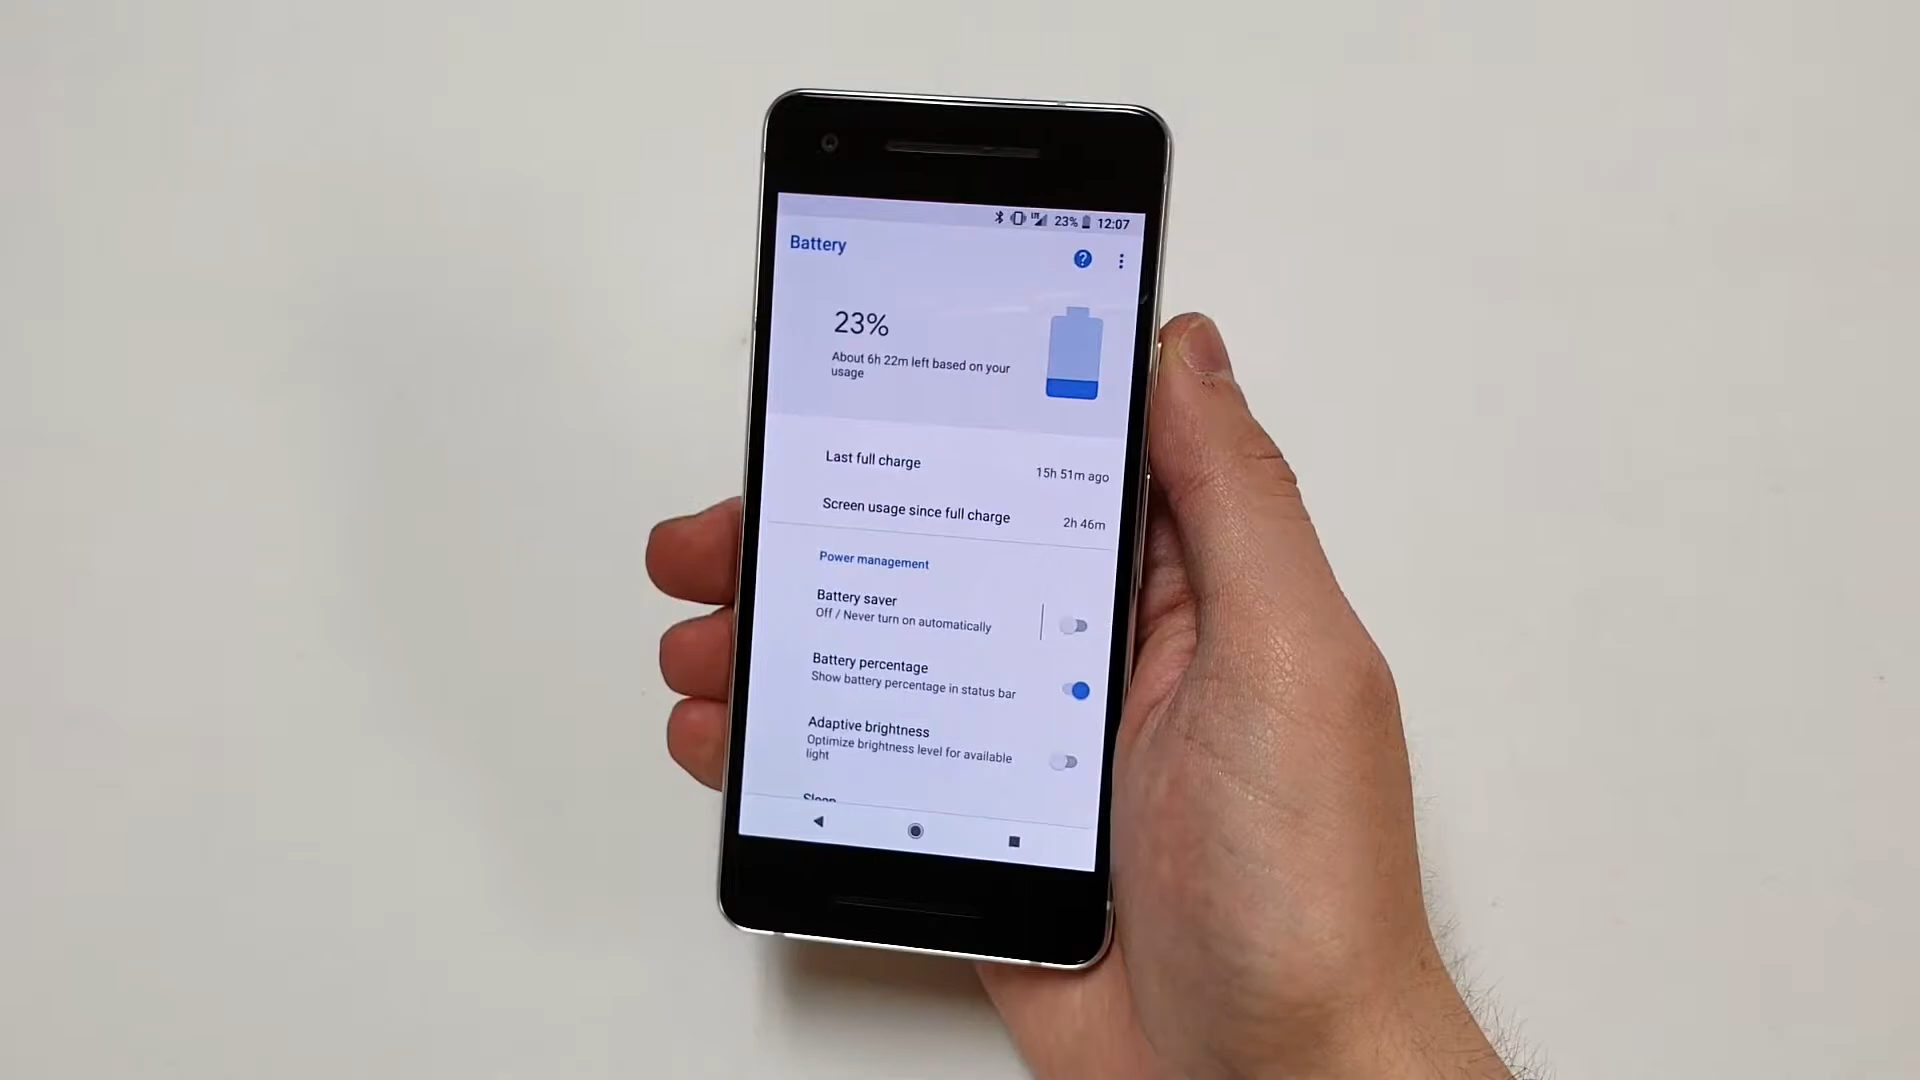 LTE 23% 12:07
Battery
?
23%
About 6h 22m left based on your
usage
Last full charge 15h 51m ago
Screen usage since full charge 2h 46m
Power management
Battery saver
Off / Never turn on automatically
Battery percentage
Show battery percentage in status bar
Adaptive brightness
Optimize brightness level for available
light
Sleep